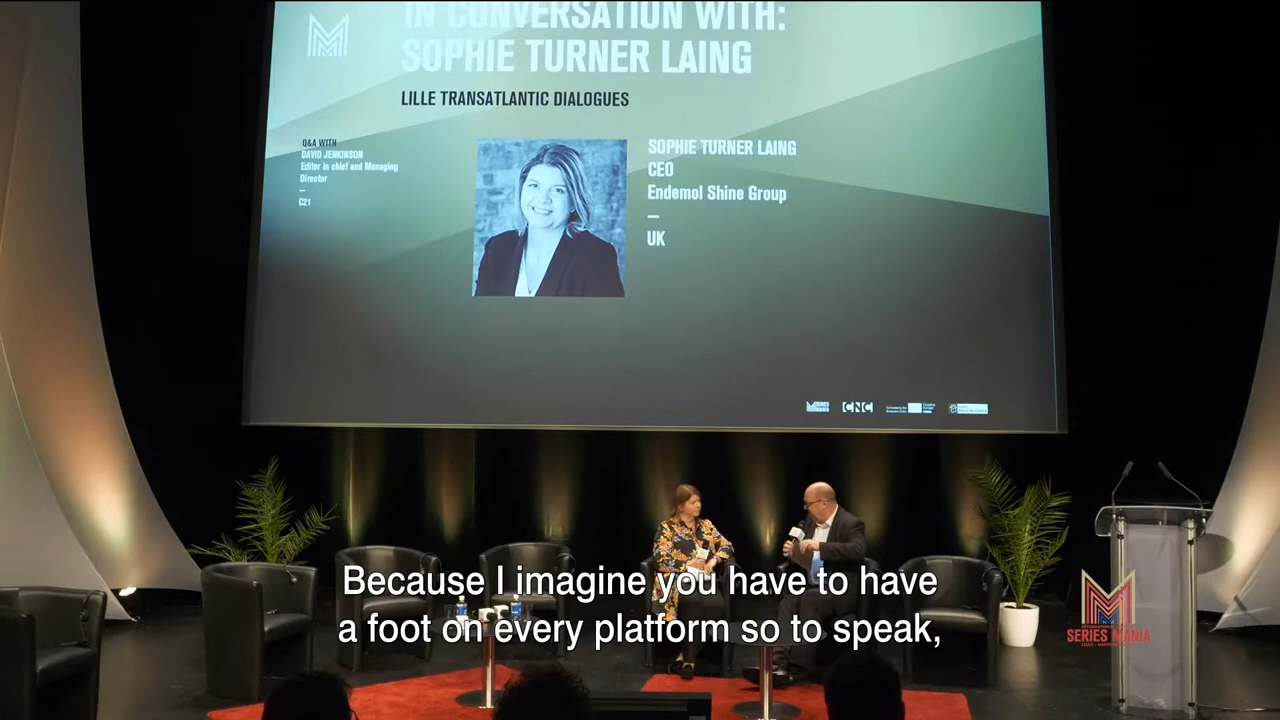 IN CONVERSATION WITH:
SOPHIE TURNER LAING
LILLE TRANSATLANTIC DIALOGUES
Q&A WITH
DAVID JENKINSON
Editor in chief and Managing
Director
–
C21
SOPHIE TURNER LAING
CEO
Endemol Shine Group
–
UK
SERIES
MANIA
CNC
Because I imagine you have to have
a foot on every platform so to speak,
SERIES MANIA